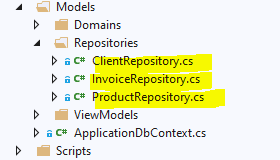 Models
Domains
Repositories
C# ClientRepository.cs
C# InvoiceRepository.cs
C# ProductRepository.cs
ViewModels
C# ApplicationDbContext.cs
Scripts